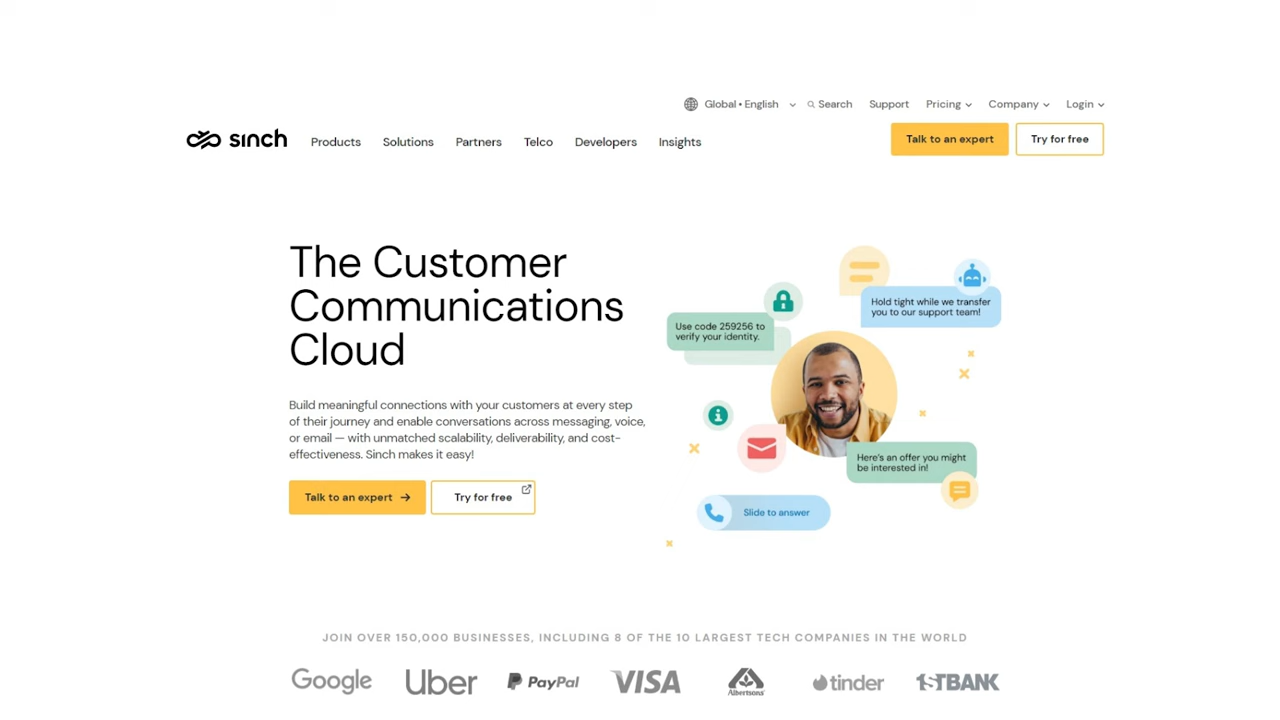 Global • English
Search
Support
Pricing
Company
Login
sinch
Products
Solutions
Partners
Telco
Developers
Insights
Talk to an expert
Try for free
The Customer
Communications
Cloud
Build meaningful connections with your customers at every step
of their journey and enable conversations across messaging, voice,
or email — with unmatched scalability, deliverability, and cost-
effectiveness. Sinch makes it easy!
Talk to an expert →
Try for free
Hold tight while we transfer
you to our support team!
Use code 259256 to
verify your identity.
Here's an offer you might
be interested in!
Slide to answer
JOIN OVER 150,000 BUSINESSES, INCLUDING 8 OF THE 10 LARGEST TECH COMPANIES IN THE WORLD
Google
Uber
PayPal
VISA
Albertsons
tinder
1STBANK